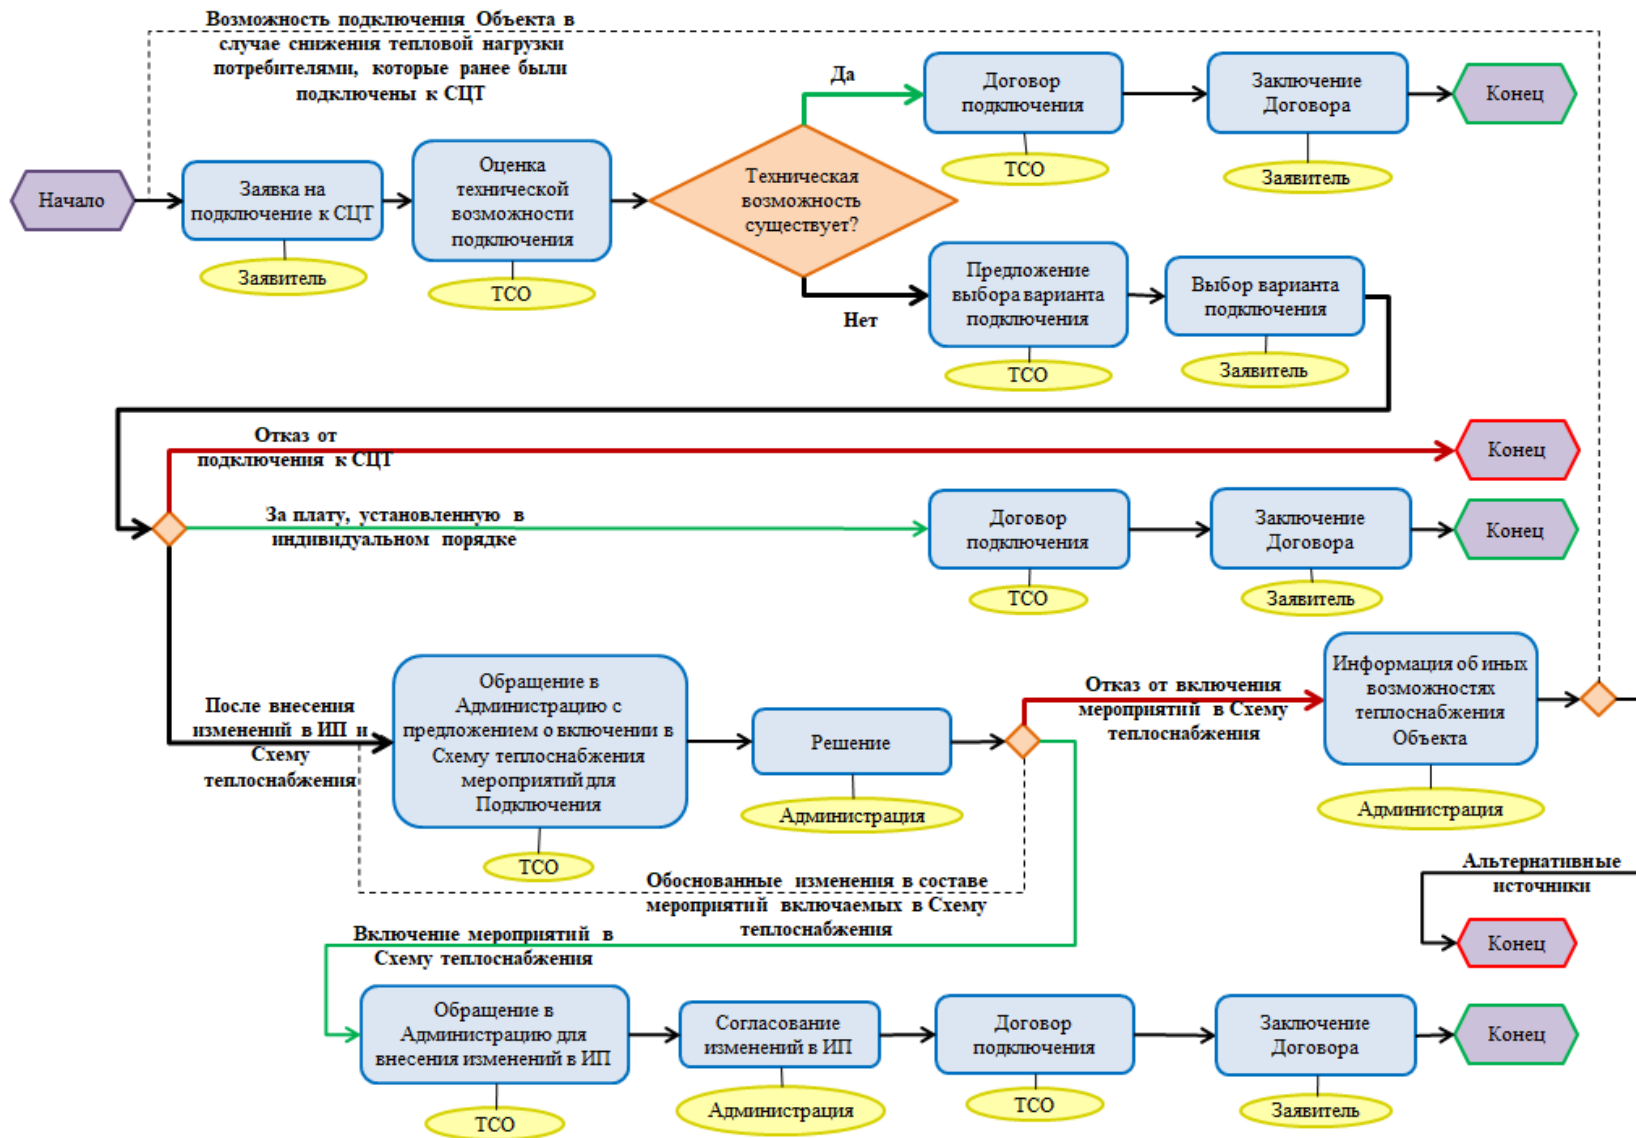 Возможность подключения Объекта в
случае снижения тепловой нагрузки
потребителями, которые ранее были
подключены к СЦТ
Начало
Заявка на
подключение к СЦТ
Заявитель
Оценка
технической
возможности
подключения
ТСО
Техническая
возможность
существует?
Да
Договор
подключения
ТСО
Заключение
Договора
Заявитель
Конец
Нет
Предложение
выбора варианта
подключения
ТСО
Выбор варианта
подключения
Заявитель
Отказ от
подключения к СЦТ
Конец
За плату, установленную в
индивидуальном порядке
Договор
подключения
ТСО
Заключение
Договора
Заявитель
Конец
После внесения
изменений в ИП и
Схему
теплоснабжения
Обращение в
Администрацию с
предложением о включении в
Схему теплоснабжения
мероприятий для
Подключения
ТСО
Решение
Администрация
Отказ от включения
мероприятий в Схему
теплоснабжения
Информация об иных
возможностях
теплоснабжения
Объекта
Администрация
Обоснованные изменения в составе
мероприятий включаемых в Схему
теплоснабжения
Альтернативные
источники
Конец
Включение мероприятий в
Схему теплоснабжения
Обращение в
Администрацию для
внесения изменений в ИП
ТСО
Согласование
изменений в ИП
Администрация
Договор
подключения
ТСО
Заключение
Договора
Заявитель
Конец